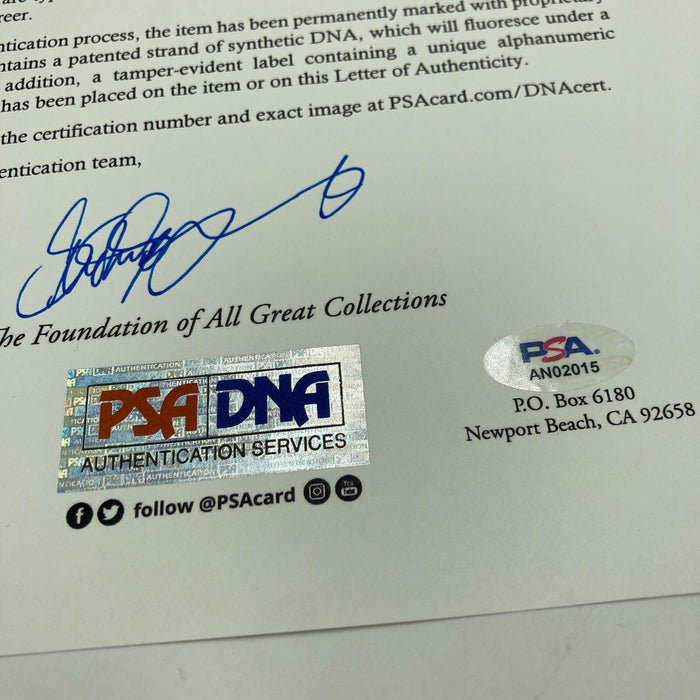 reer.
ntication process, the item has been permanently marked with proprietary
ntains a patented strand of synthetic DNA, which will fluoresce under a
addition, a tamper-evident label containing a unique alphanumeric
has been placed on the item or on this Letter of Authenticity.
the certification number and exact image at PSAcard.com/DNAcert.
entication team,
he Foundation of All Great Collections
PSA DNA
AUTHENTICATION SERVICES
follow @PSAcard
PSA.
AN02015
P.O. Box 6180
Newport Beach, CA 92658